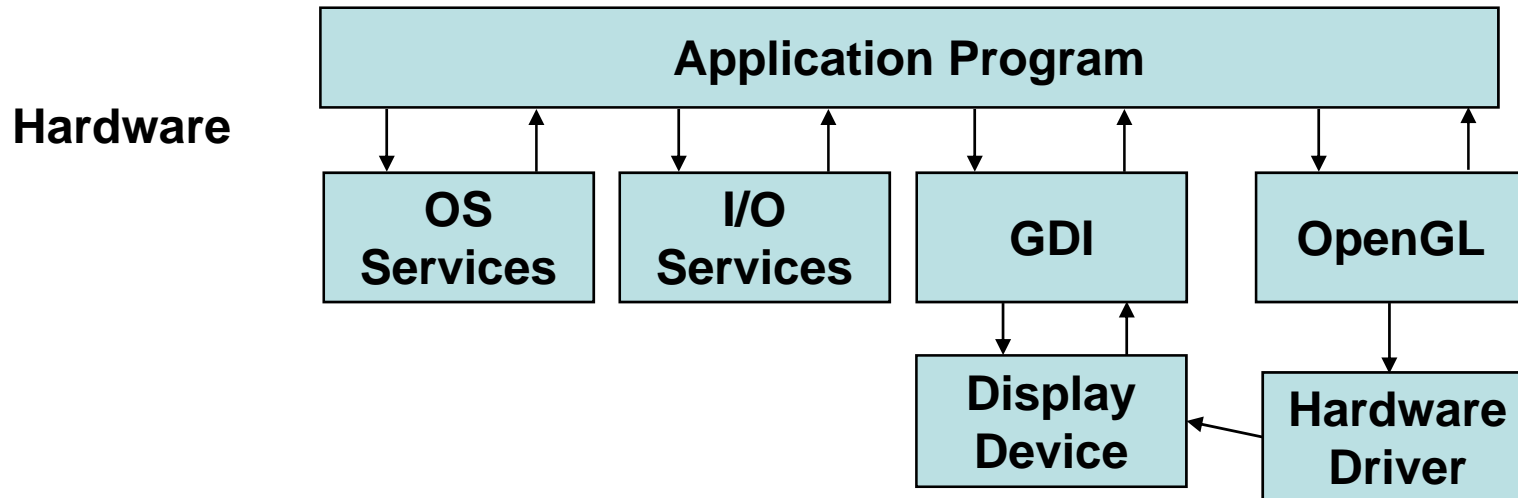 Application Program
Hardware
OS
Services
I/O
Services
GDI
OpenGL
Display
Device
Hardware
Driver